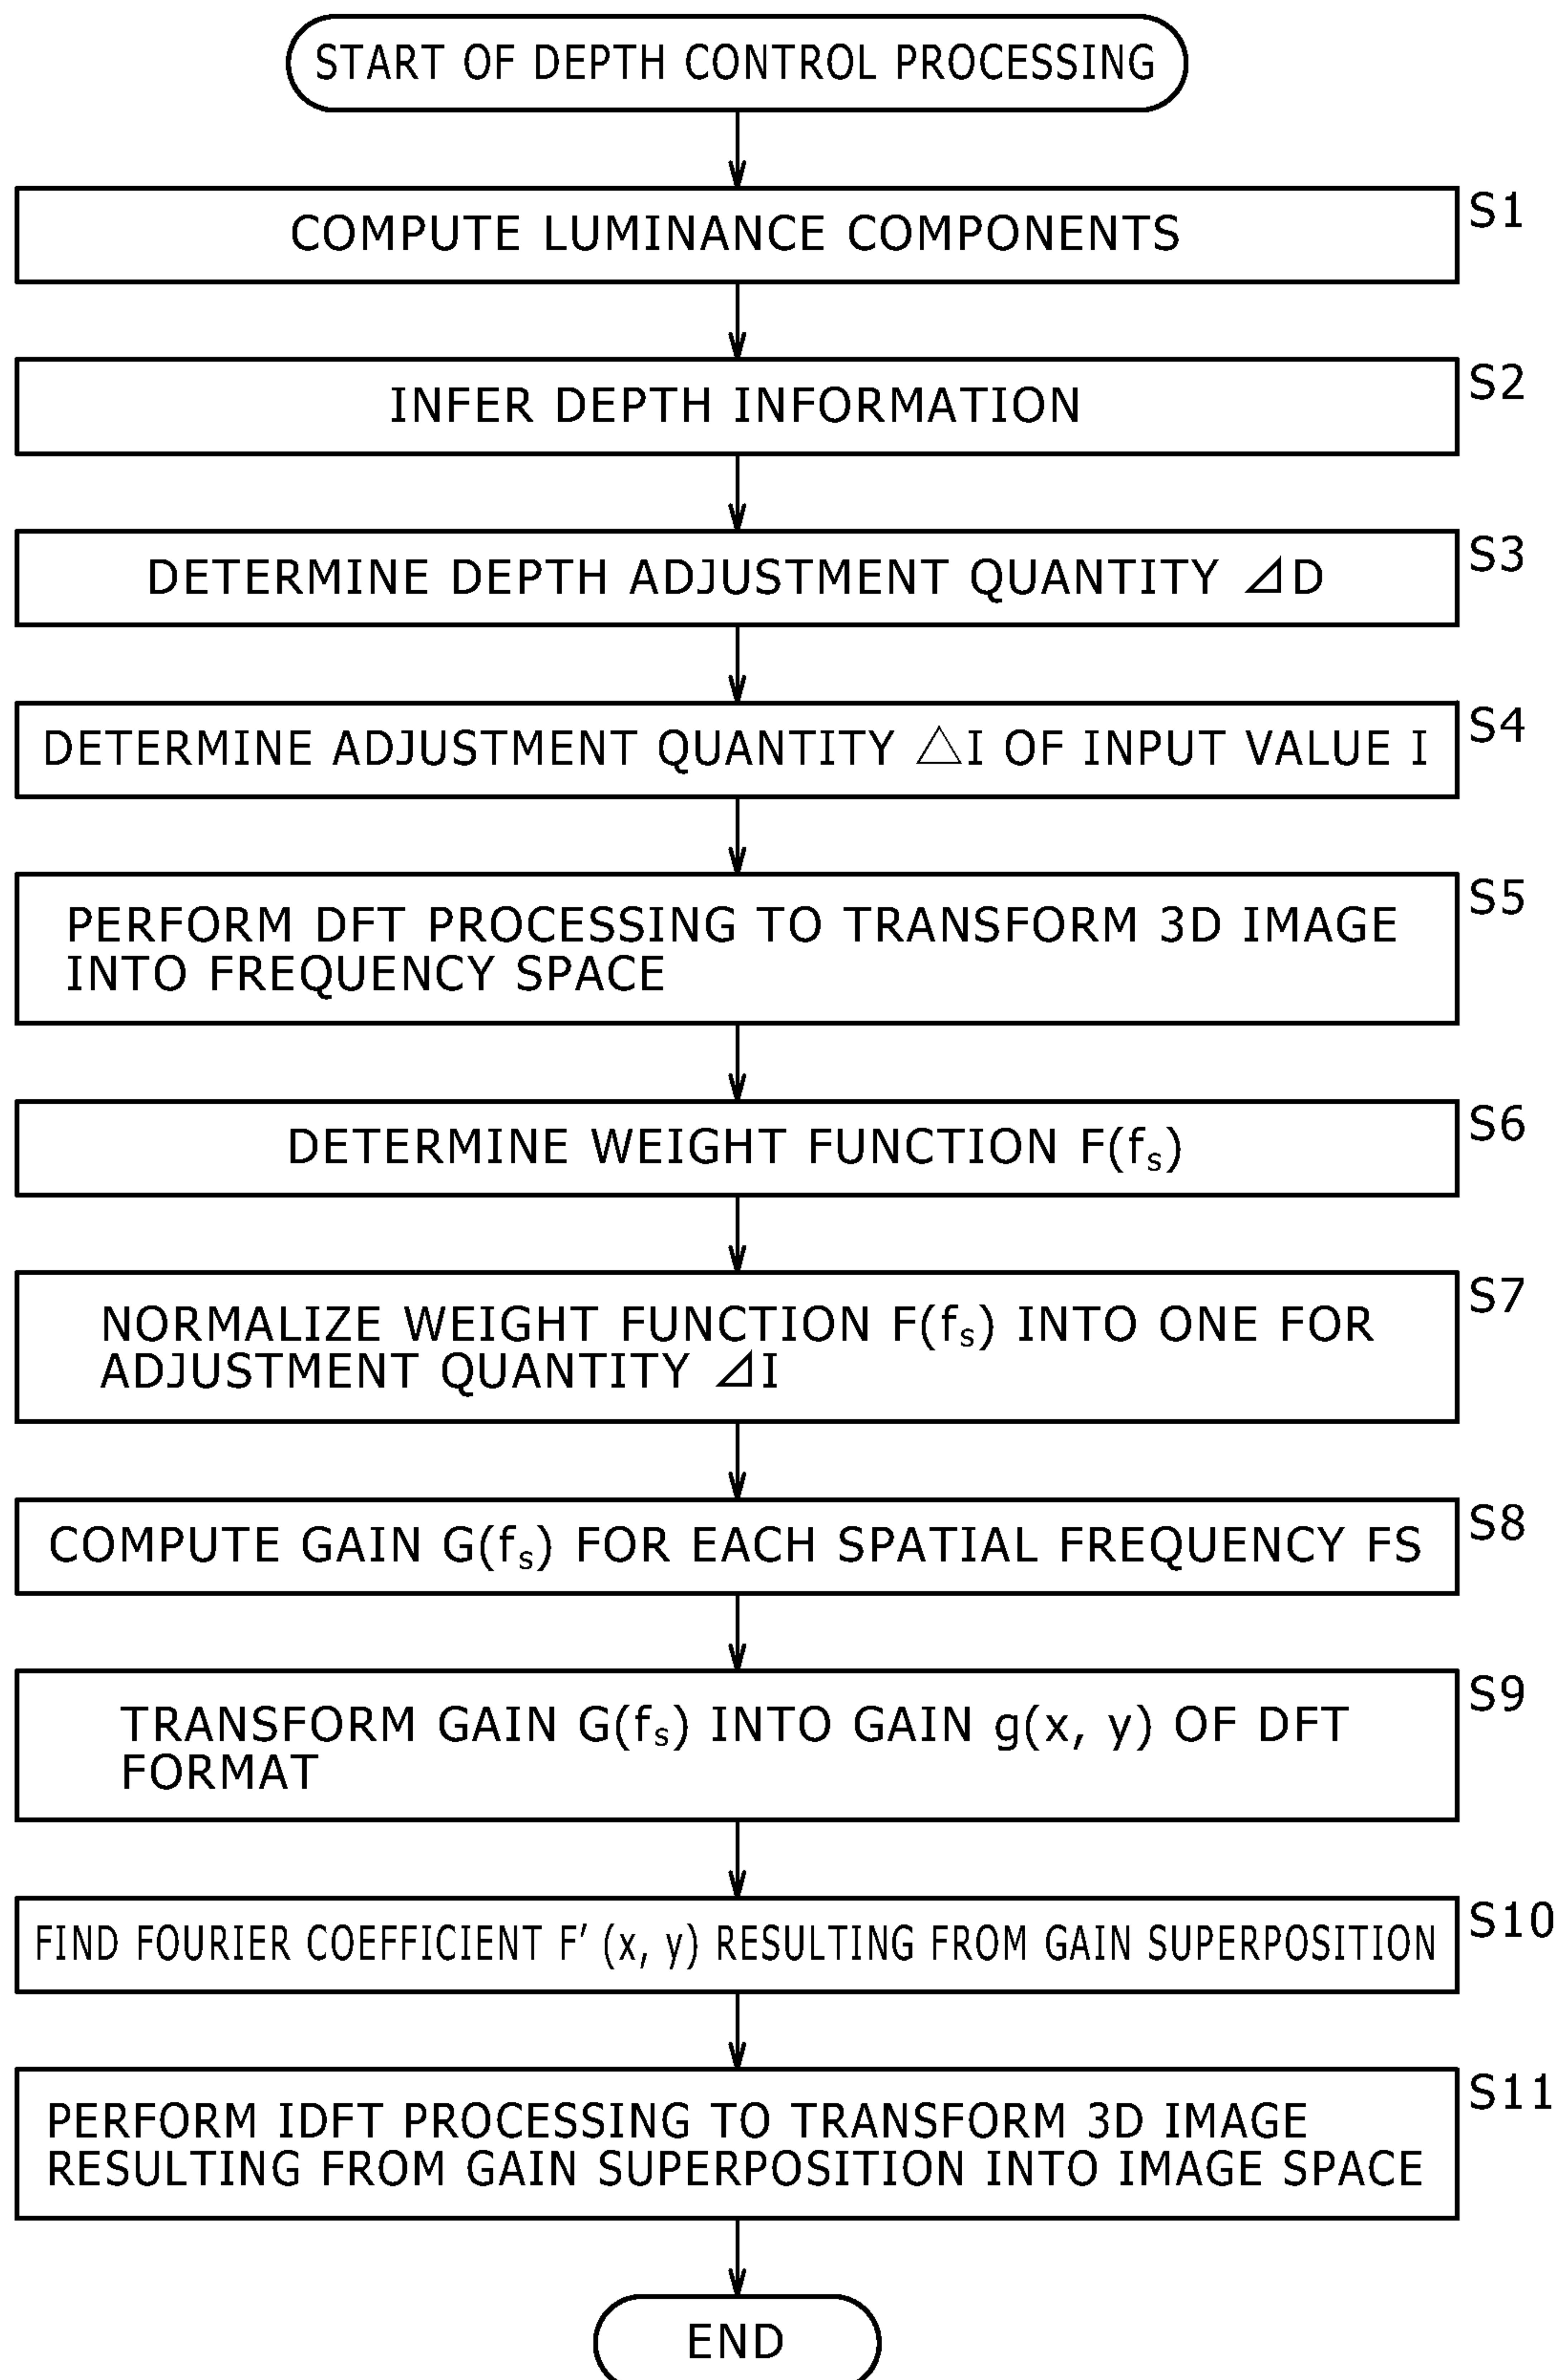 START OF DEPTH CONTROL PROCESSING
COMPUTE LUMINANCE COMPONENTS
S1
INFER DEPTH INFORMATION
S2
DETERMINE DEPTH ADJUSTMENT QUANTITY ⊿D
S3
DETERMINE ADJUSTMENT QUANTITY △I OF INPUT VALUE I
S4
PERFORM DFT PROCESSING TO TRANSFORM 3D IMAGE
INTO FREQUENCY SPACE
S5
DETERMINE WEIGHT FUNCTION F(fₛ)
S6
NORMALIZE WEIGHT FUNCTION F(fₛ) INTO ONE FOR
ADJUSTMENT QUANTITY ⊿I
S7
COMPUTE GAIN G(fₛ) FOR EACH SPATIAL FREQUENCY FS
S8
TRANSFORM GAIN G(fₛ) INTO GAIN g(x, y) OF DFT
FORMAT
S9
FIND FOURIER COEFFICIENT F' (x, y) RESULTING FROM GAIN SUPERPOSITION
S10
PERFORM IDFT PROCESSING TO TRANSFORM 3D IMAGE
RESULTING FROM GAIN SUPERPOSITION INTO IMAGE SPACE
S11
END